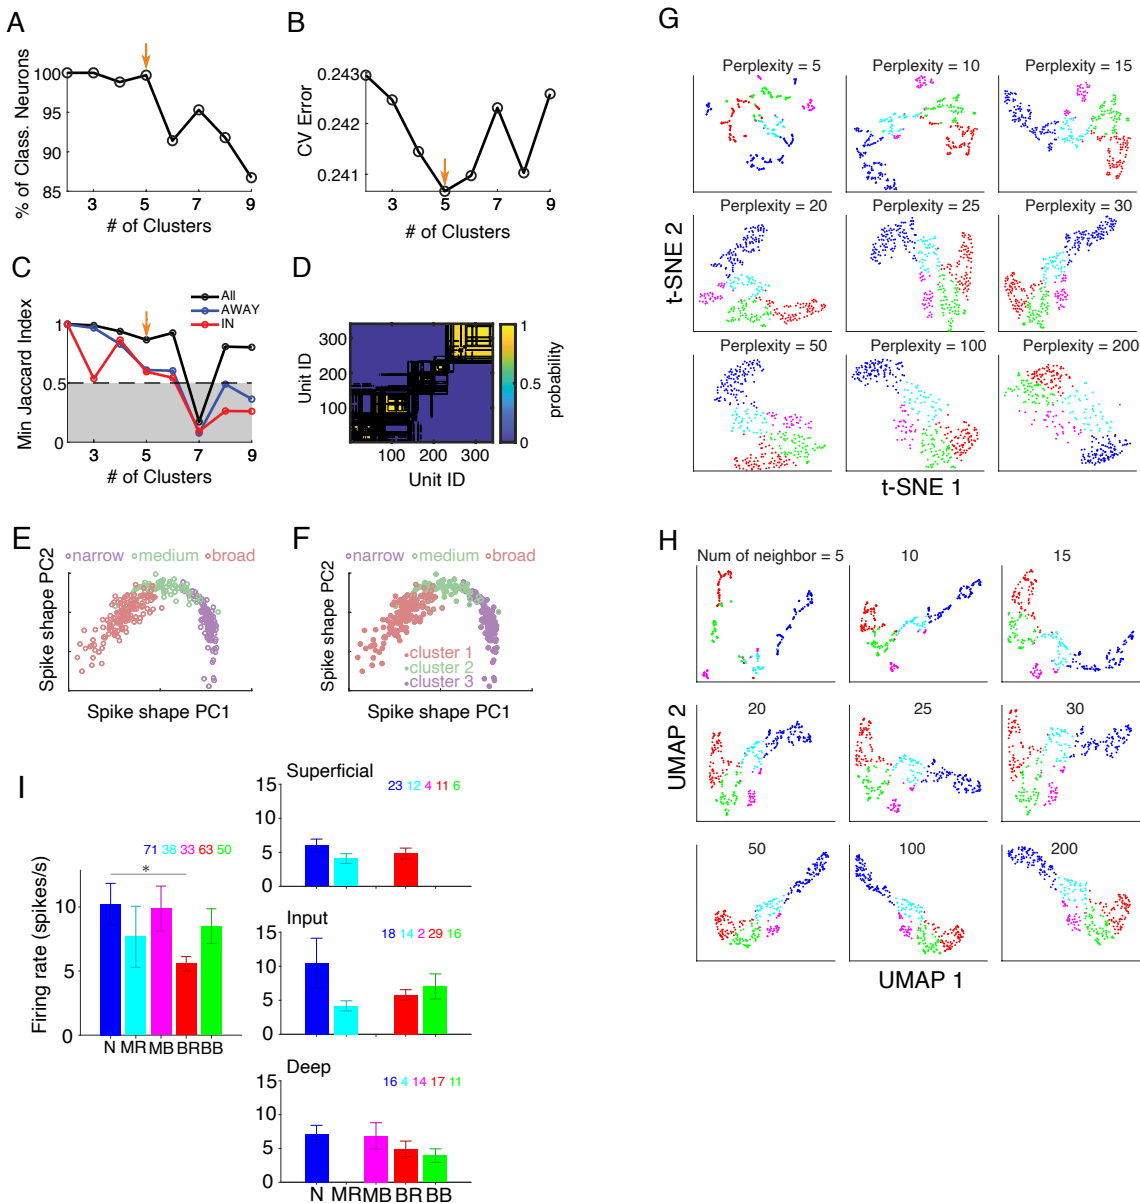 A
% of Class. Neurons
100
95
90
85
3 5 7 9
# of Clusters
B
CV Error
0.243
0.242
0.241
3 5 7 9
# of Clusters
C
Min Jaccard Index
All
AWAY
IN
1
0.5
0
3 5 7 9
# of Clusters
D
Unit ID
300
200
100
100 200 300
Unit ID
1
0.5
0
probability
E
narrow medium broad
Spike shape PC2
Spike shape PC1
F
narrow medium broad
Spike shape PC2
cluster 1
cluster 2
cluster 3
Spike shape PC1
G
Perplexity = 5 Perplexity = 10 Perplexity = 15
Perplexity = 20 Perplexity = 25 Perplexity = 30
Perplexity = 50 Perplexity = 100 Perplexity = 200
t-SNE 2
t-SNE 1
H
Num of neighbor = 5 10 15
20 25 30
50 100 200
UMAP 2
UMAP 1
I
Firing rate (spikes/s)
71 38 33 63 50
*
10
5
0
N MR MB BR BB
Superficial
23 12 4 11 6
15
10
5
0
Input
18 14 2 29 16
15
10
5
0
Deep
16 4 14 17 11
15
10
5
0
N MR MB BR BB